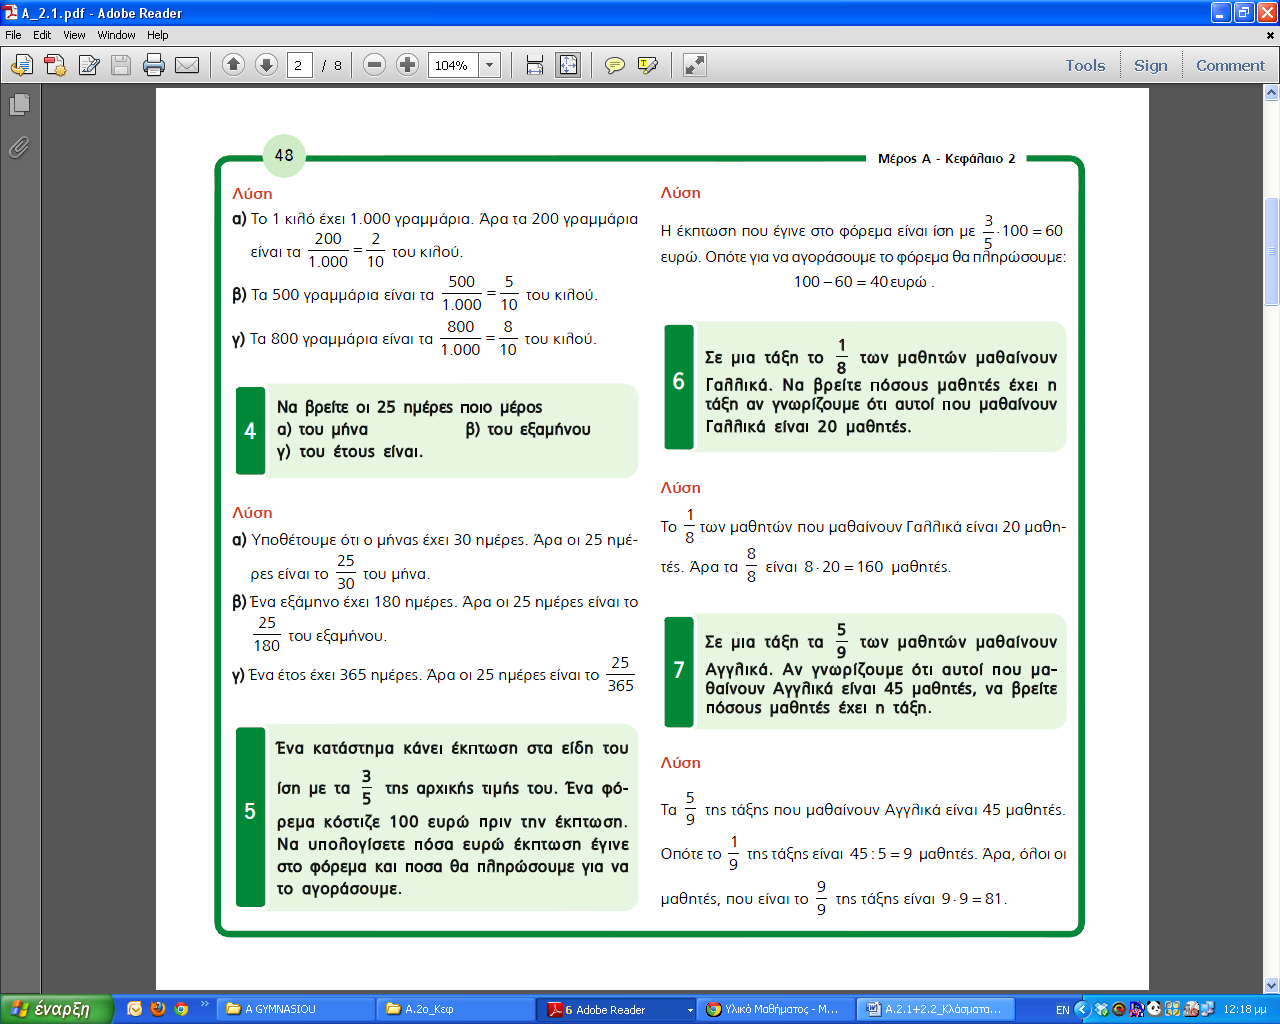 A_2.1.pdf - Adobe Reader
File Edit View Window Help
2 / 8 104% Tools Sign Comment
48
Μέρος Α - Κεφάλαιο 2
Λύση
α) Το 1 κιλό έχει 1.000 γραμμάρια. Άρα τα 200 γραμμάρια
είναι τα 200/1.000 = 2/10 του κιλού.
β) Τα 500 γραμμάρια είναι τα 500/1.000 = 5/10 του κιλού.
γ) Τα 800 γραμμάρια είναι τα 800/1.000 = 8/10 του κιλού.
4
Να βρείτε οι 25 ημέρες ποιο μέρος
α) του μήνα β) του εξαμήνου
γ) του έτους είναι.
Λύση
α) Υποθέτουμε ότι ο μήνας έχει 30 ημέρες. Άρα οι 25 ημέ-
ρες είναι το 25/30 του μήνα.
β) Ένα εξάμηνο έχει 180 ημέρες. Άρα οι 25 ημέρες είναι το
25/180 του εξαμήνου.
γ) Ένα έτος έχει 365 ημέρες. Άρα οι 25 ημέρες είναι το 25/365
5
Ένα κατάστημα κάνει έκπτωση στα είδη του
ίση με τα 3/5 της αρχικής τιμής του. Ένα φό-
ρεμα κόστιζε 100 ευρώ πριν την έκπτωση.
Να υπολογίσετε πόσα ευρώ έκπτωση έγινε
στο φόρεμα και ποσα θα πληρώσουμε για να
το αγοράσουμε.
Λύση
Η έκπτωση που έγινε στο φόρεμα είναι ίση με 3/5 · 100 = 60
ευρώ. Οπότε για να αγοράσουμε το φόρεμα θα πληρώσουμε:
100 – 60 = 40 ευρώ .
6
Σε μια τάξη το 1/8 των μαθητών μαθαίνουν
Γαλλικά. Να βρείτε πόσους μαθητές έχει η
τάξη αν γνωρίζουμε ότι αυτοί που μαθαίνουν
Γαλλικά είναι 20 μαθητές.
Λύση
Το 1/8 των μαθητών που μαθαίνουν Γαλλικά είναι 20 μαθη-
τές. Άρα τα 8/8 είναι 8 · 20 = 160 μαθητές.
7
Σε μια τάξη τα 5/9 των μαθητών μαθαίνουν
Αγγλικά. Αν γνωρίζουμε ότι αυτοί που μα-
θαίνουν Αγγλικά είναι 45 μαθητές, να βρείτε
πόσους μαθητές έχει η τάξη.
Λύση
Τα 5/9 της τάξης που μαθαίνουν Αγγλικά είναι 45 μαθητές.
Οπότε το 1/9 της τάξης είναι 45 : 5 = 9 μαθητές. Άρα, όλοι οι
μαθητές, που είναι το 9/9 της τάξης είναι 9 · 9 = 81.
έναρξη A GYMNASIOU Α.2ο_Κεφ 6 Adobe Reader Υλικό Μαθήματος - M... Α.2.1+2.2_Κλάσματα... EN 12:18 μμ